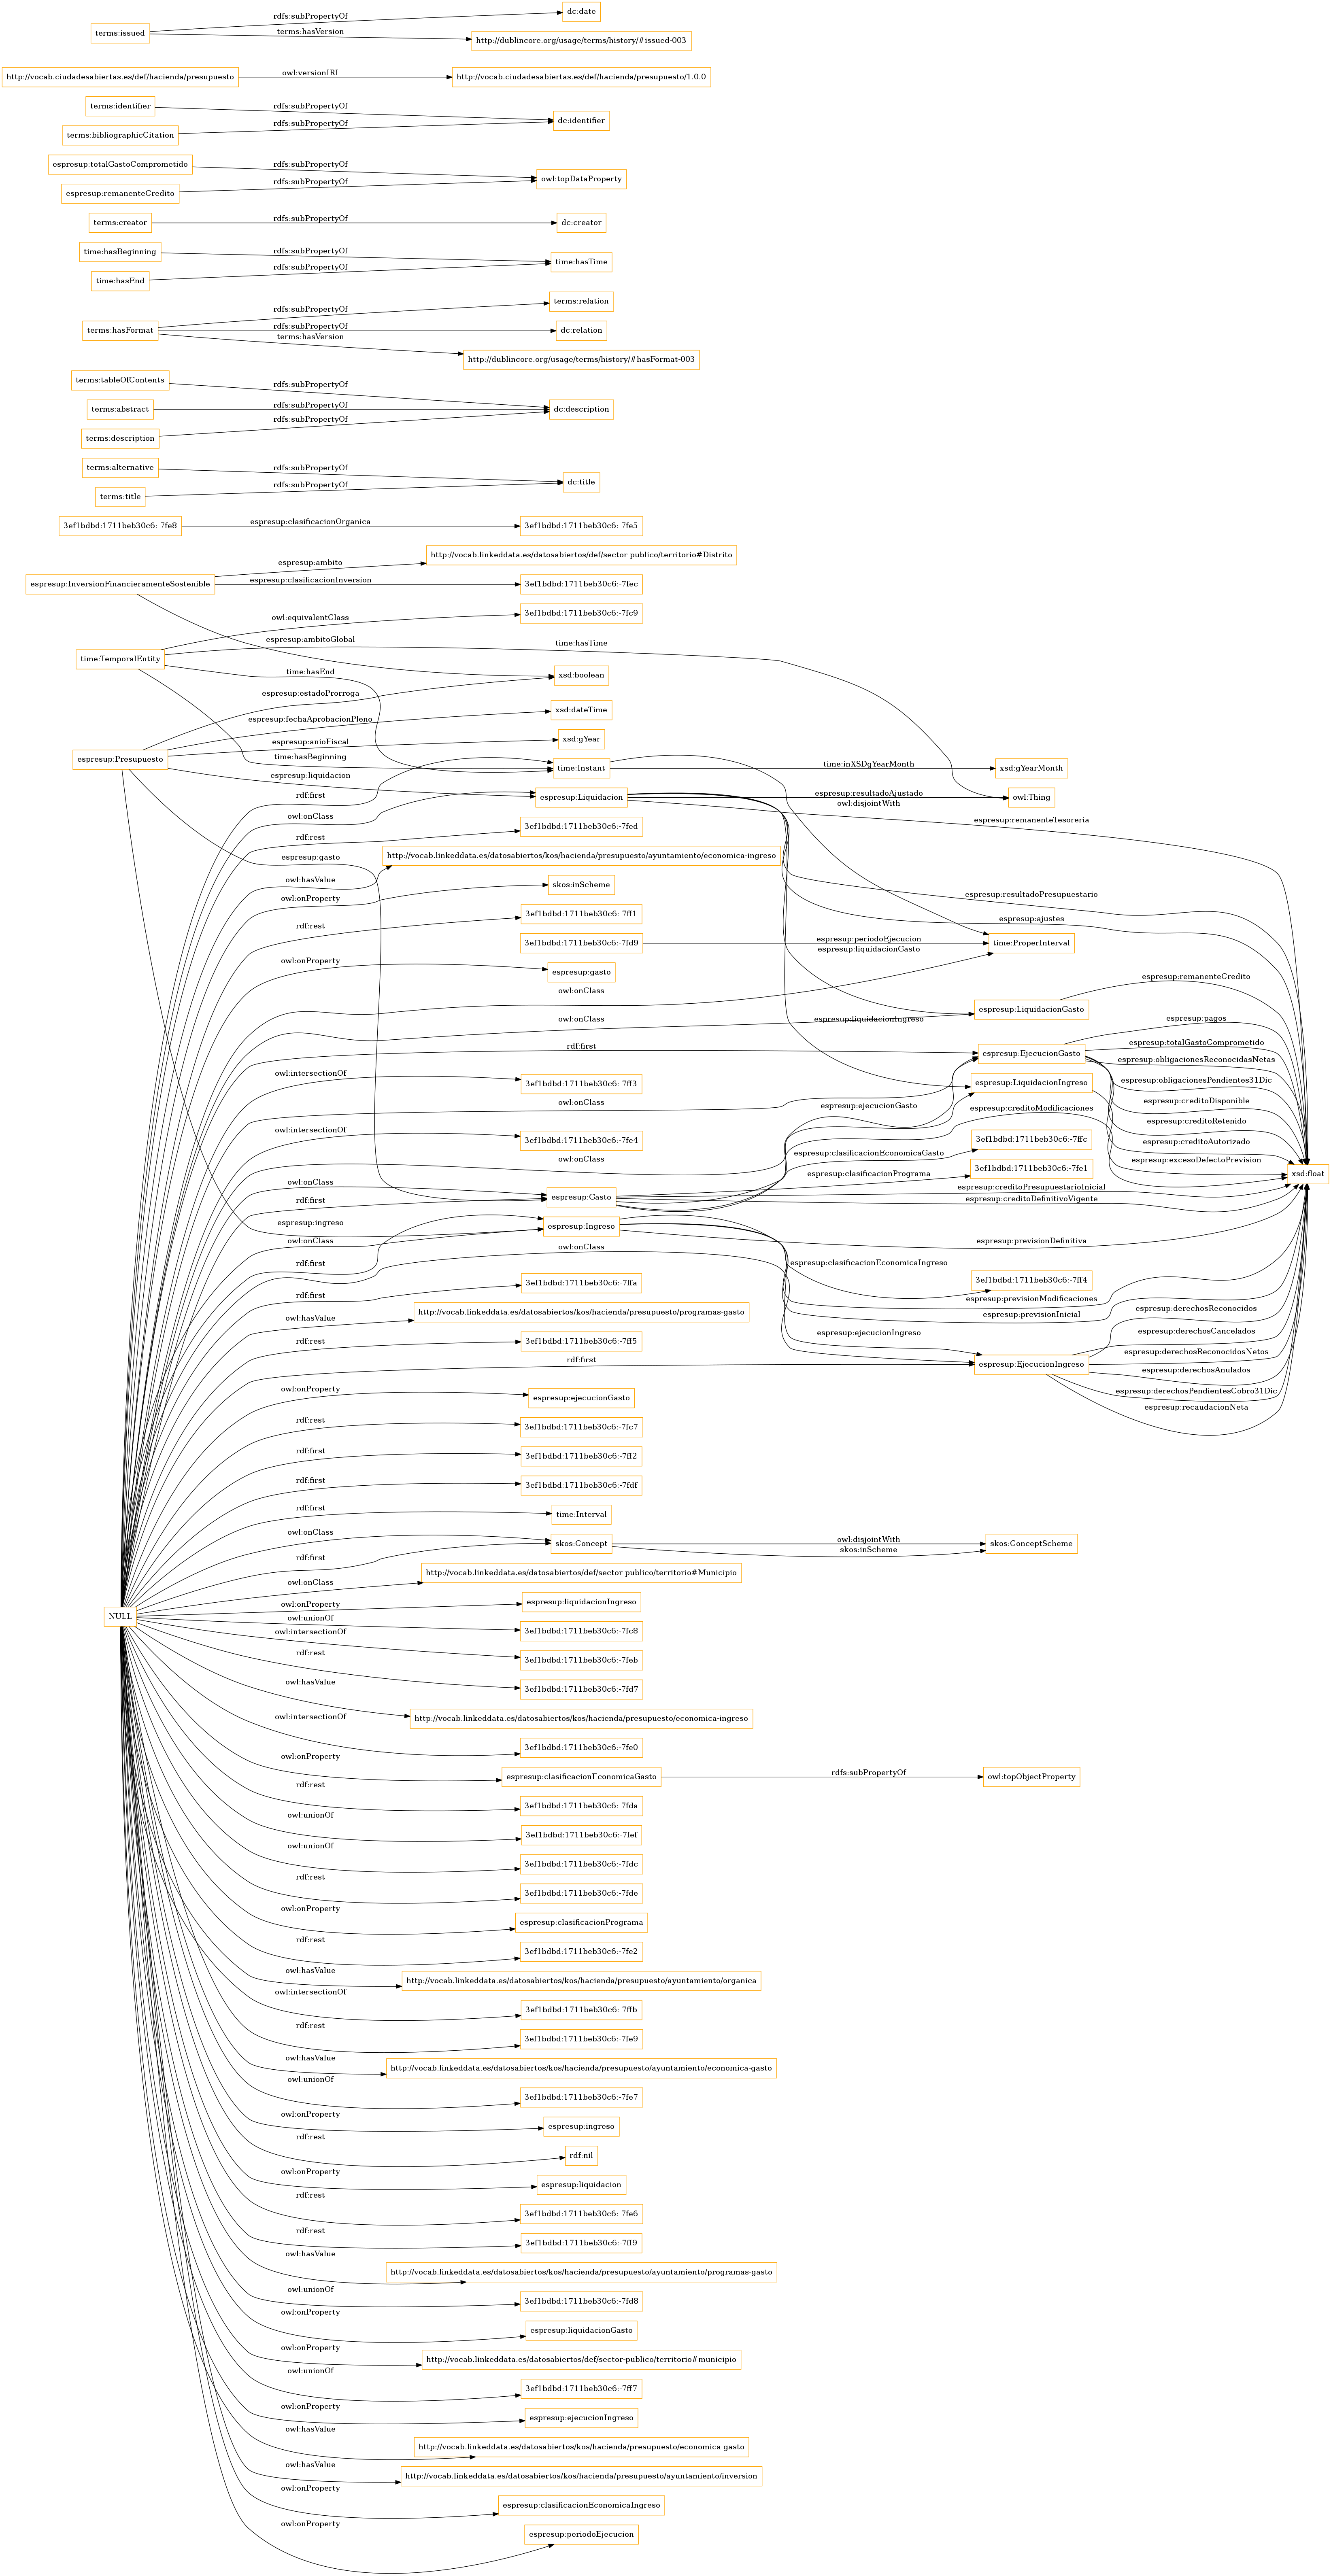 dc:date
rdfs:subPropertyOf
terms:issued
terms:hasVersion
http://dublincore.org/usage/terms/history/#issued-003
http://vocab.ciudadesabiertas.es/def/hacienda/presupuesto
owl:versionIRI
http://vocab.ciudadesabiertas.es/def/hacienda/presupuesto/1.0.0
terms:identifier
rdfs:subPropertyOf
dc:identifier
terms:bibliographicCitation
rdfs:subPropertyOf
espresup:totalGastoComprometido
rdfs:subPropertyOf
owl:topDataProperty
espresup:remanenteCredito
rdfs:subPropertyOf
terms:creator
rdfs:subPropertyOf
dc:creator
time:hasBeginning
rdfs:subPropertyOf
time:hasTime
time:hasEnd
rdfs:subPropertyOf
terms:relation
rdfs:subPropertyOf
terms:hasFormat
rdfs:subPropertyOf
dc:relation
terms:hasVersion
http://dublincore.org/usage/terms/history/#hasFormat-003
terms:tableOfContents
rdfs:subPropertyOf
terms:abstract
rdfs:subPropertyOf
dc:description
terms:description
rdfs:subPropertyOf
terms:alternative
rdfs:subPropertyOf
dc:title
terms:title
rdfs:subPropertyOf
3ef1bdbd:1711beb30c6:-7fe8
espresup:clasificacionOrganica
3ef1bdbd:1711beb30c6:-7fe5
http://vocab.linkeddata.es/datosabiertos/def/sector-publico/territorio#Distrito
espresup:ambito
espresup:InversionFinancieramenteSostenible
espresup:clasificacionInversion
3ef1bdbd:1711beb30c6:-7fec
owl:equivalentClass
3ef1bdbd:1711beb30c6:-7fc9
espresup:ambitoGlobal
time:hasTime
time:TemporalEntity
time:hasEnd
xsd:boolean
espresup:estadoProrroga
xsd:dateTime
espresup:fechaAprobacionPleno
espresup:anioFiscal
xsd:gYear
espresup:Presupuesto
time:hasBeginning
time:Instant
time:inXSDgYearMonth
xsd:gYearMonth
espresup:liquidacion
rdf:first
espresup:Liquidacion
espresup:resultadoAjustado
owl:disjointWith
owl:Thing
owl:onClass
espresup:remanenteTesoreria
rdf:rest
3ef1bdbd:1711beb30c6:-7fed
espresup:gasto
http://vocab.linkeddata.es/datosabiertos/kos/hacienda/presupuesto/ayuntamiento/economica-ingreso
owl:hasValue
owl:onProperty
skos:inScheme
espresup:resultadoPresupuestario
rdf:rest
3ef1bdbd:1711beb30c6:-7ff1
espresup:ajustes
3ef1bdbd:1711beb30c6:-7fd9
espresup:periodoEjecucion
espresup:liquidacionGasto
time:ProperInterval
owl:onProperty
espresup:gasto
owl:onClass
espresup:remanenteCredito
espresup:LiquidacionGasto
owl:onClass
espresup:liquidacionIngreso
espresup:pagos
rdf:first
espresup:EjecucionGasto
espresup:totalGastoComprometido
espresup:obligacionesReconocidasNetas
owl:intersectionOf
3ef1bdbd:1711beb30c6:-7ff3
espresup:LiquidacionIngreso
espresup:obligacionesPendientes31Dic
owl:onClass
espresup:ejecucionGasto
espresup:creditoModificaciones
espresup:creditoDisponible
espresup:creditoRetenido
owl:intersectionOf
3ef1bdbd:1711beb30c6:-7fe4
3ef1bdbd:1711beb30c6:-7ffc
espresup:creditoAutorizado
espresup:clasificacionEconomicaGasto
owl:onClass
espresup:excesoDefectoPrevision
3ef1bdbd:1711beb30c6:-7fe1
espresup:clasificacionPrograma
xsd:float
owl:onClass
espresup:creditoPresupuestarioInicial
espresup:Gasto
espresup:creditoDefinitivoVigente
rdf:first
espresup:ingreso
espresup:Ingreso
owl:onClass
espresup:previsionDefinitiva
rdf:first
owl:onClass
espresup:clasificacionEconomicaIngreso
3ef1bdbd:1711beb30c6:-7ff4
rdf:first
3ef1bdbd:1711beb30c6:-7ffa
espresup:previsionModificaciones
http://vocab.linkeddata.es/datosabiertos/kos/hacienda/presupuesto/programas-gasto
owl:hasValue
espresup:previsionInicial
espresup:derechosReconocidos
espresup:ejecucionIngreso
espresup:derechosCancelados
rdf:rest
3ef1bdbd:1711beb30c6:-7ff5
espresup:derechosReconocidosNetos
rdf:first
espresup:EjecucionIngreso
espresup:derechosAnulados
owl:onProperty
espresup:ejecucionGasto
espresup:derechosPendientesCobro31Dic
espresup:recaudacionNeta
rdf:rest
3ef1bdbd:1711beb30c6:-7fc7
rdf:first
3ef1bdbd:1711beb30c6:-7ff2
rdf:first
3ef1bdbd:1711beb30c6:-7fdf
rdf:first
time:Interval
owl:onClass
skos:Concept
owl:disjointWith
skos:inScheme
skos:ConceptScheme
rdf:first
http://vocab.linkeddata.es/datosabiertos/def/sector-publico/territorio#Municipio
owl:onClass
owl:onProperty
espresup:liquidacionIngreso
NULL
owl:unionOf
3ef1bdbd:1711beb30c6:-7fc8
owl:intersectionOf
3ef1bdbd:1711beb30c6:-7feb
rdf:rest
3ef1bdbd:1711beb30c6:-7fd7
owl:hasValue
http://vocab.linkeddata.es/datosabiertos/kos/hacienda/presupuesto/economica-ingreso
owl:intersectionOf
3ef1bdbd:1711beb30c6:-7fe0
owl:onProperty
espresup:clasificacionEconomicaGasto
rdfs:subPropertyOf
owl:topObjectProperty
rdf:rest
3ef1bdbd:1711beb30c6:-7fda
owl:unionOf
3ef1bdbd:1711beb30c6:-7fef
owl:unionOf
3ef1bdbd:1711beb30c6:-7fdc
rdf:rest
3ef1bdbd:1711beb30c6:-7fde
owl:onProperty
espresup:clasificacionPrograma
rdf:rest
3ef1bdbd:1711beb30c6:-7fe2
owl:hasValue
http://vocab.linkeddata.es/datosabiertos/kos/hacienda/presupuesto/ayuntamiento/organica
owl:intersectionOf
3ef1bdbd:1711beb30c6:-7ffb
rdf:rest
3ef1bdbd:1711beb30c6:-7fe9
owl:hasValue
http://vocab.linkeddata.es/datosabiertos/kos/hacienda/presupuesto/ayuntamiento/economica-gasto
owl:unionOf
3ef1bdbd:1711beb30c6:-7fe7
owl:onProperty
espresup:ingreso
rdf:rest
rdf:nil
owl:onProperty
espresup:liquidacion
rdf:rest
3ef1bdbd:1711beb30c6:-7fe6
rdf:rest
3ef1bdbd:1711beb30c6:-7ff9
owl:hasValue
http://vocab.linkeddata.es/datosabiertos/kos/hacienda/presupuesto/ayuntamiento/programas-gasto
owl:unionOf
3ef1bdbd:1711beb30c6:-7fd8
owl:onProperty
espresup:liquidacionGasto
owl:onProperty
http://vocab.linkeddata.es/datosabiertos/def/sector-publico/territorio#municipio
owl:unionOf
3ef1bdbd:1711beb30c6:-7ff7
owl:onProperty
espresup:ejecucionIngreso
owl:hasValue
http://vocab.linkeddata.es/datosabiertos/kos/hacienda/presupuesto/economica-gasto
owl:hasValue
http://vocab.linkeddata.es/datosabiertos/kos/hacienda/presupuesto/ayuntamiento/inversion
owl:onProperty
espresup:clasificacionEconomicaIngreso
owl:onProperty
espresup:periodoEjecucion